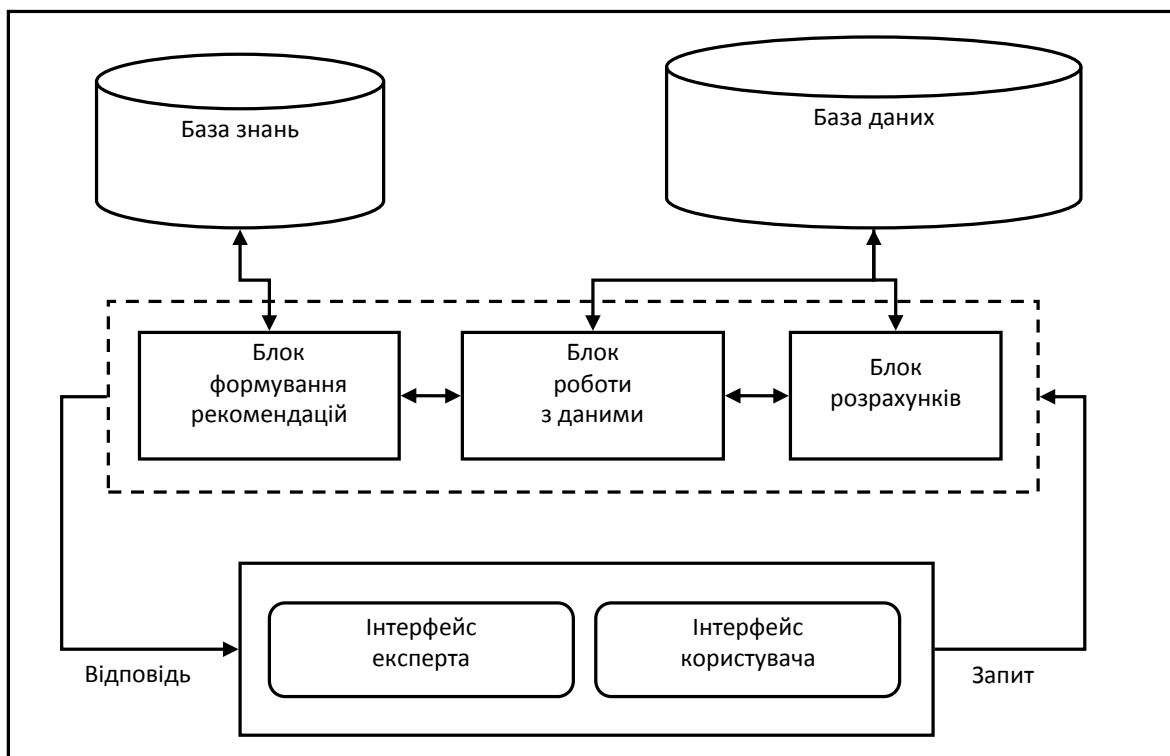 База знань
База даних
Блок
формування
рекомендацій
Блок
роботи
з даними
Блок
розрахунків
Інтерфейс
експерта
Інтерфейс
користувача
Відповідь
Запит